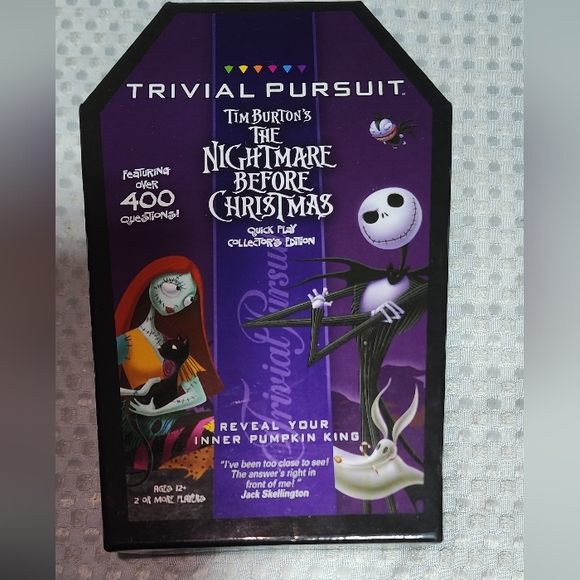 TRIVIAL PURSUIT™
TIM BURTON'S
THE
NIGHTMARE
BEFORE
CHRISTMAS
QUICK PLAY
COLLECTOR'S EDITION
FEATURING
OVER
400
QUESTIONS!
Trivial Pursuit
REVEAL YOUR
INNER PUMPKIN KING
"I've been too close to see!
The answer's right in
front of me!"
Jack Skellington
AGES 12+
2 OR MORE PLAYERS